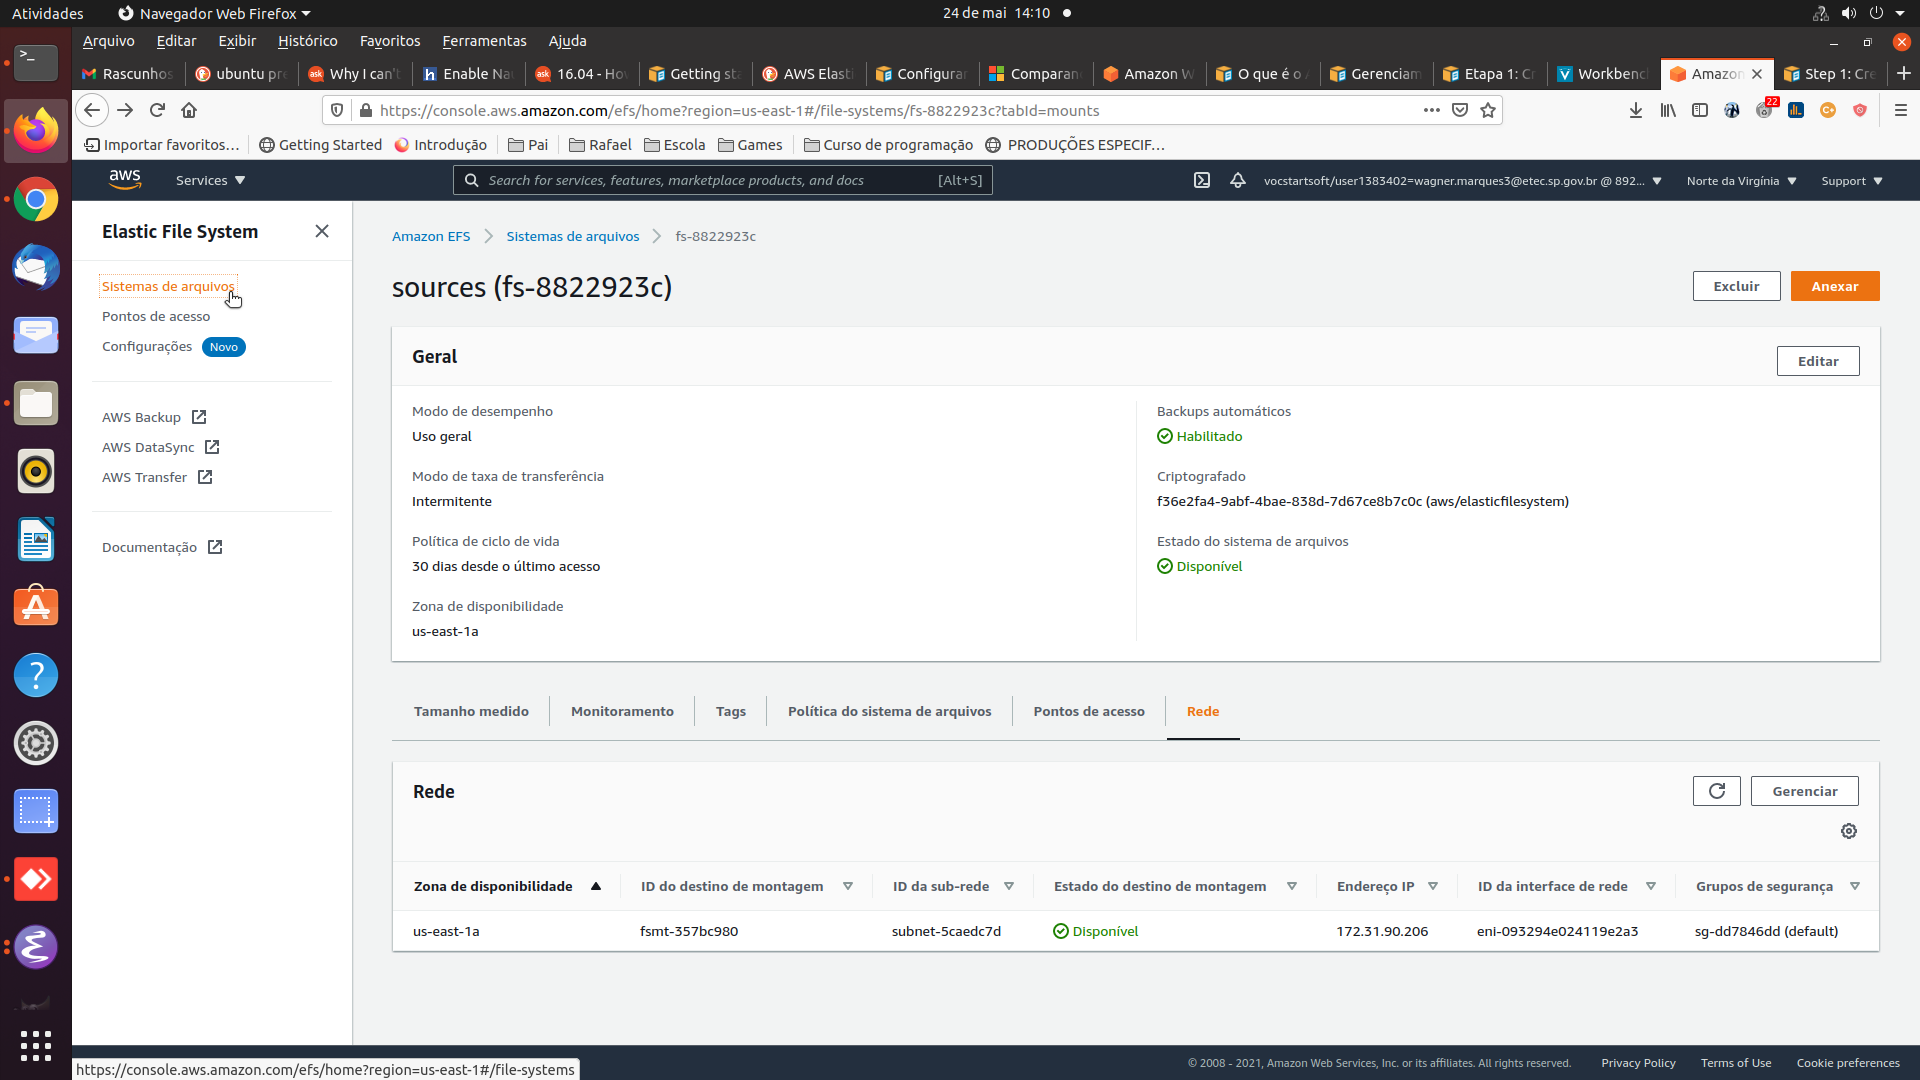 Atividades
Navegador Web Firefox
24 de mai 14:10
Arquivo Editar Exibir Histórico Favoritos Ferramentas Ajuda
Rascunhos
ubuntu pr
Why I can't
Enable Na
16.04 - Ho
Getting st
AWS Elasti
Configurar
Comparan
Amazon W
O que é o
Gerenciam
Etapa 1: Cr
Workbenc
Amazon
Step 1: Cre
https://console.aws.amazon.com/efs/home?region=us-east-1#/file-systems/fs-8822923c?tabId=mounts
22
Importar favoritos...
Getting Started
Introdução
Pai
Rafael
Escola
Games
Curso de programação
PRODUÇÕES ESPECIF...
aws
Services
Search for services, features, marketplace products, and docs [Alt+S]
vocstartsoft/user1383402=wagner.marques3@etec.sp.gov.br @ 892...
Norte da Virgínia
Support
Elastic File System
Sistemas de arquivos
Pontos de acesso
Configurações Novo
AWS Backup
AWS DataSync
AWS Transfer
Documentação
Amazon EFS
Sistemas de arquivos
fs-8822923c
sources (fs-8822923c)
Excluir
Anexar
Geral
Editar
Modo de desempenho
Uso geral
Modo de taxa de transferência
Intermitente
Política de ciclo de vida
30 dias desde o último acesso
Zona de disponibilidade
us-east-1a
Backups automáticos
Habilitado
Criptografado
f36e2fa4-9abf-4bae-838d-7d67ce8b7c0c (aws/elasticfilesystem)
Estado do sistema de arquivos
Disponível
Tamanho medido
Monitoramento
Tags
Política do sistema de arquivos
Pontos de acesso
Rede
Rede
Gerenciar
Zona de disponibilidade
ID do destino de montagem
ID da sub-rede
Estado do destino de montagem
Endereço IP
ID da interface de rede
Grupos de segurança
us-east-1a
fsmt-357bc980
subnet-5caedc7d
Disponível
172.31.90.206
eni-093294e024119e2a3
sg-dd7846dd (default)
© 2008 - 2021, Amazon Web Services, Inc. or its affiliates. All rights reserved.
Privacy Policy
Terms of Use
Cookie preferences
https://console.aws.amazon.com/efs/home?region=us-east-1#/file-systems